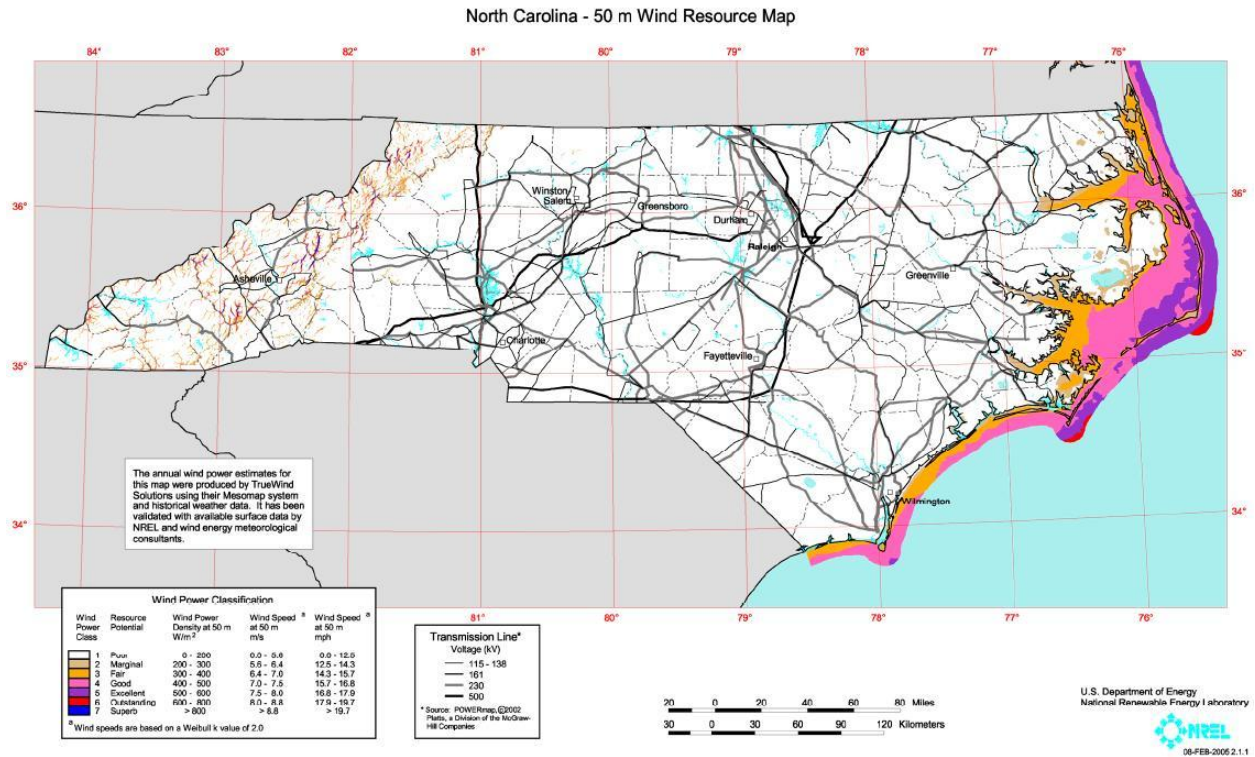 North Carolina - 50 m Wind Resource Map
84° 83° 82° 81° 80° 79° 78° 77° 76°
36° 36°
35° 35°
34° 34°
81° 80° 79° 78° 77° 76°
Winston
Salem
Greensboro
Durham
Raleigh
Asheville
Greenville
Charlotte
Fayetteville
Wilmington
The annual wind power estimates for
this map were produced by TrueWind
Solutions using their Mesomap system
and historical weather data. It has been
validated with available surface data by
NREL and wind energy meteorological
consultants.
Wind Power Classification
Wind Resource Wind Power Wind Speed a Wind Speed a
Power Potential Density at 50 m at 50 m at 50 m
Class W/m2 m/s mph
1 Poor 0 - 200 0.0 - 5.6 0.0 - 12.5
2 Marginal 200 - 300 5.6 - 6.4 12.5 - 14.3
3 Fair 300 - 400 6.4 - 7.0 14.3 - 15.7
4 Good 400 - 500 7.0 - 7.5 15.7 - 16.8
5 Excellent 500 - 600 7.5 - 8.0 16.8 - 17.9
6 Outstanding 600 - 800 8.0 - 8.8 17.9 - 19.7
7 Superb > 800 > 8.8 > 19.7
a Wind speeds are based on a Weibull k value of 2.0
Transmission Line*
Voltage (kV)
115 - 138
161
230
500
* Source: POWERmap, ©2002
Platts, a Division of the McGraw-
Hill Companies
20 0 20 40 60 80 Miles
30 0 30 60 90 120 Kilometers
U.S. Department of Energy
National Renewable Energy Laboratory
NREL
08-FEB-2005 2.1.1